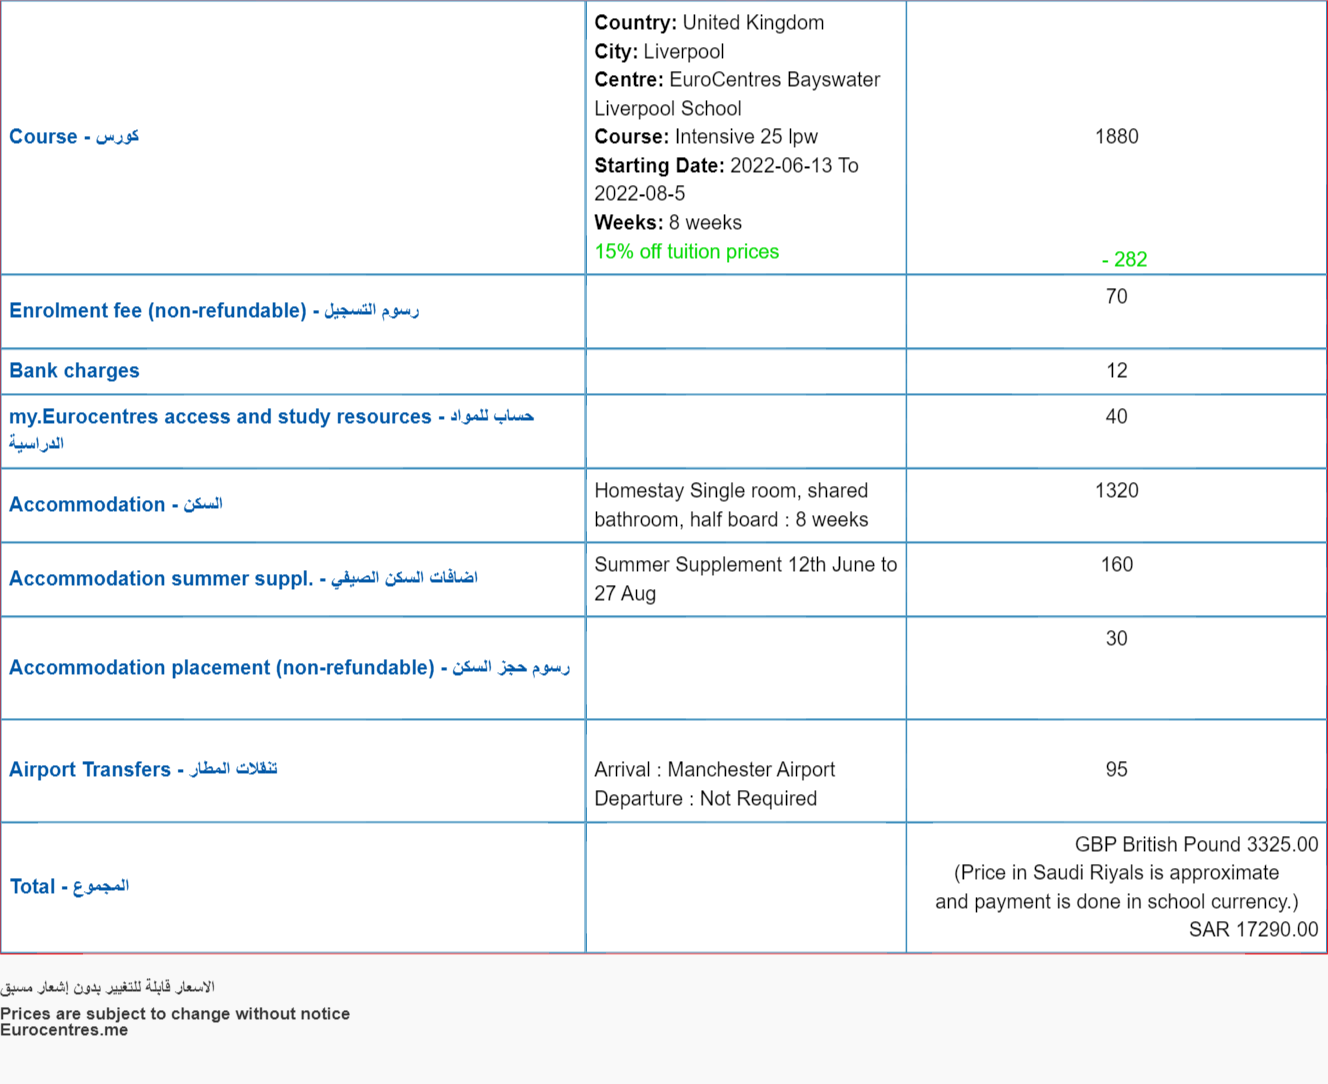 Course - كورس
Country: United Kingdom
City: Liverpool
Centre: EuroCentres Bayswater
Liverpool School
Course: Intensive 25 lpw
Starting Date: 2022-06-13 To
2022-08-5
Weeks: 8 weeks
15% off tuition prices
1880
- 282
Enrolment fee (non-refundable) - رسوم التسجيل
70
Bank charges
12
my.Eurocentres access and study resources - حساب للمواد
الدراسية
40
Accommodation - السكن
Homestay Single room, shared
bathroom, half board : 8 weeks
1320
Accommodation summer suppl. - اضافات السكن الصيفي
Summer Supplement 12th June to
27 Aug
160
Accommodation placement (non-refundable) - رسوم حجز السكن
30
Airport Transfers - تنقلات المطار
Arrival : Manchester Airport
Departure : Not Required
95
Total - المجموع
GBP British Pound 3325.00
(Price in Saudi Riyals is approximate
and payment is done in school currency.)
SAR 17290.00
الاسعار قابلة للتغيير بدون إشعار مسبق
Prices are subject to change without notice
Eurocentres.me